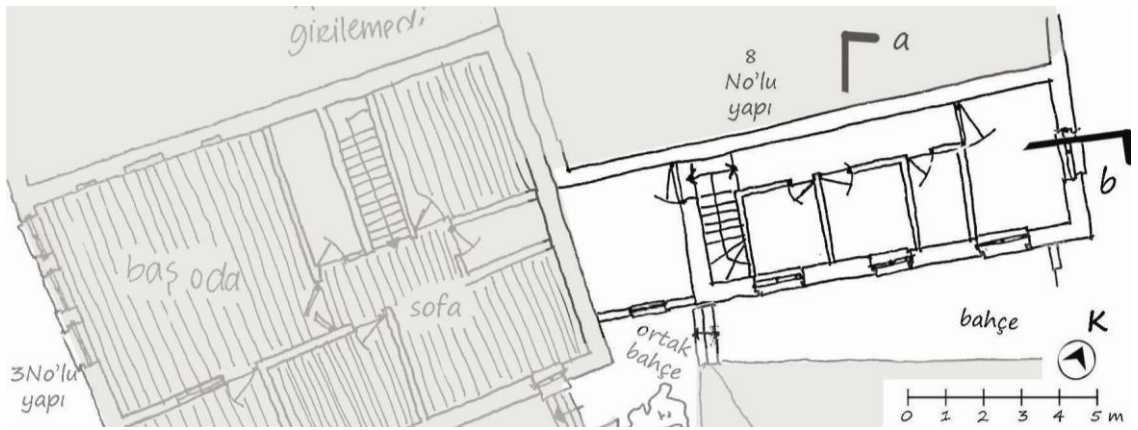 girilemedi
a
8
No'lu
yapı
b
baş oda
sofa
ortak
bahçe
bahçe
K
3No'lu
yapı
0 1 2 3 4 5 m